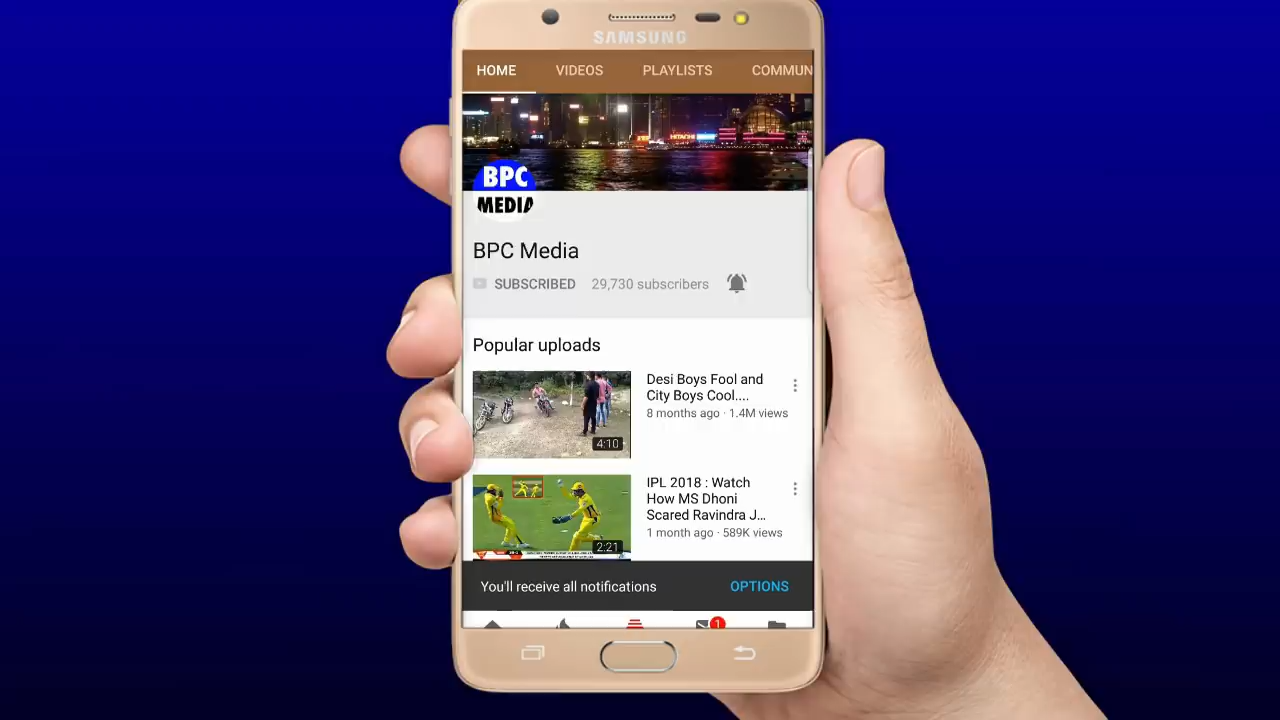 SAMSUNG
HOME VIDEOS PLAYLISTS COMMUN
HITACHI
BPC
MEDIA
BPC Media
SUBSCRIBED 29,730 subscribers
Popular uploads
Desi Boys Fool and
City Boys Cool....
8 months ago · 1.4M views
4:10
IPL 2018 : Watch
How MS Dhoni
Scared Ravindra J...
1 month ago · 589K views
2:21
You'll receive all notifications OPTIONS
1